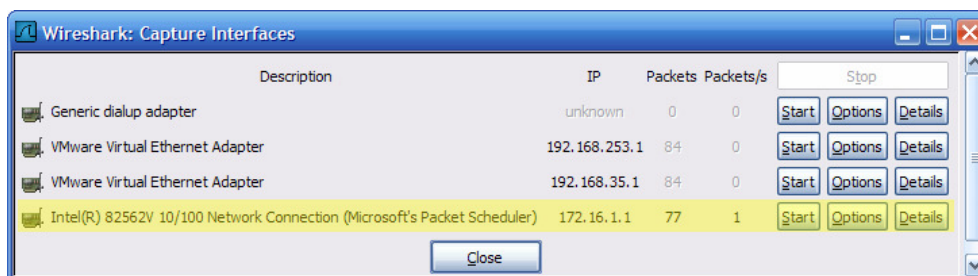 Wireshark: Capture Interfaces
Description IP Packets Packets/s Stop
Generic dialup adapter unknown 0 0 Start Options Details
VMware Virtual Ethernet Adapter 192.168.253.1 84 0 Start Options Details
VMware Virtual Ethernet Adapter 192.168.35.1 84 0 Start Options Details
Intel(R) 82562V 10/100 Network Connection (Microsoft's Packet Scheduler) 172.16.1.1 77 1 Start Options Details
Close